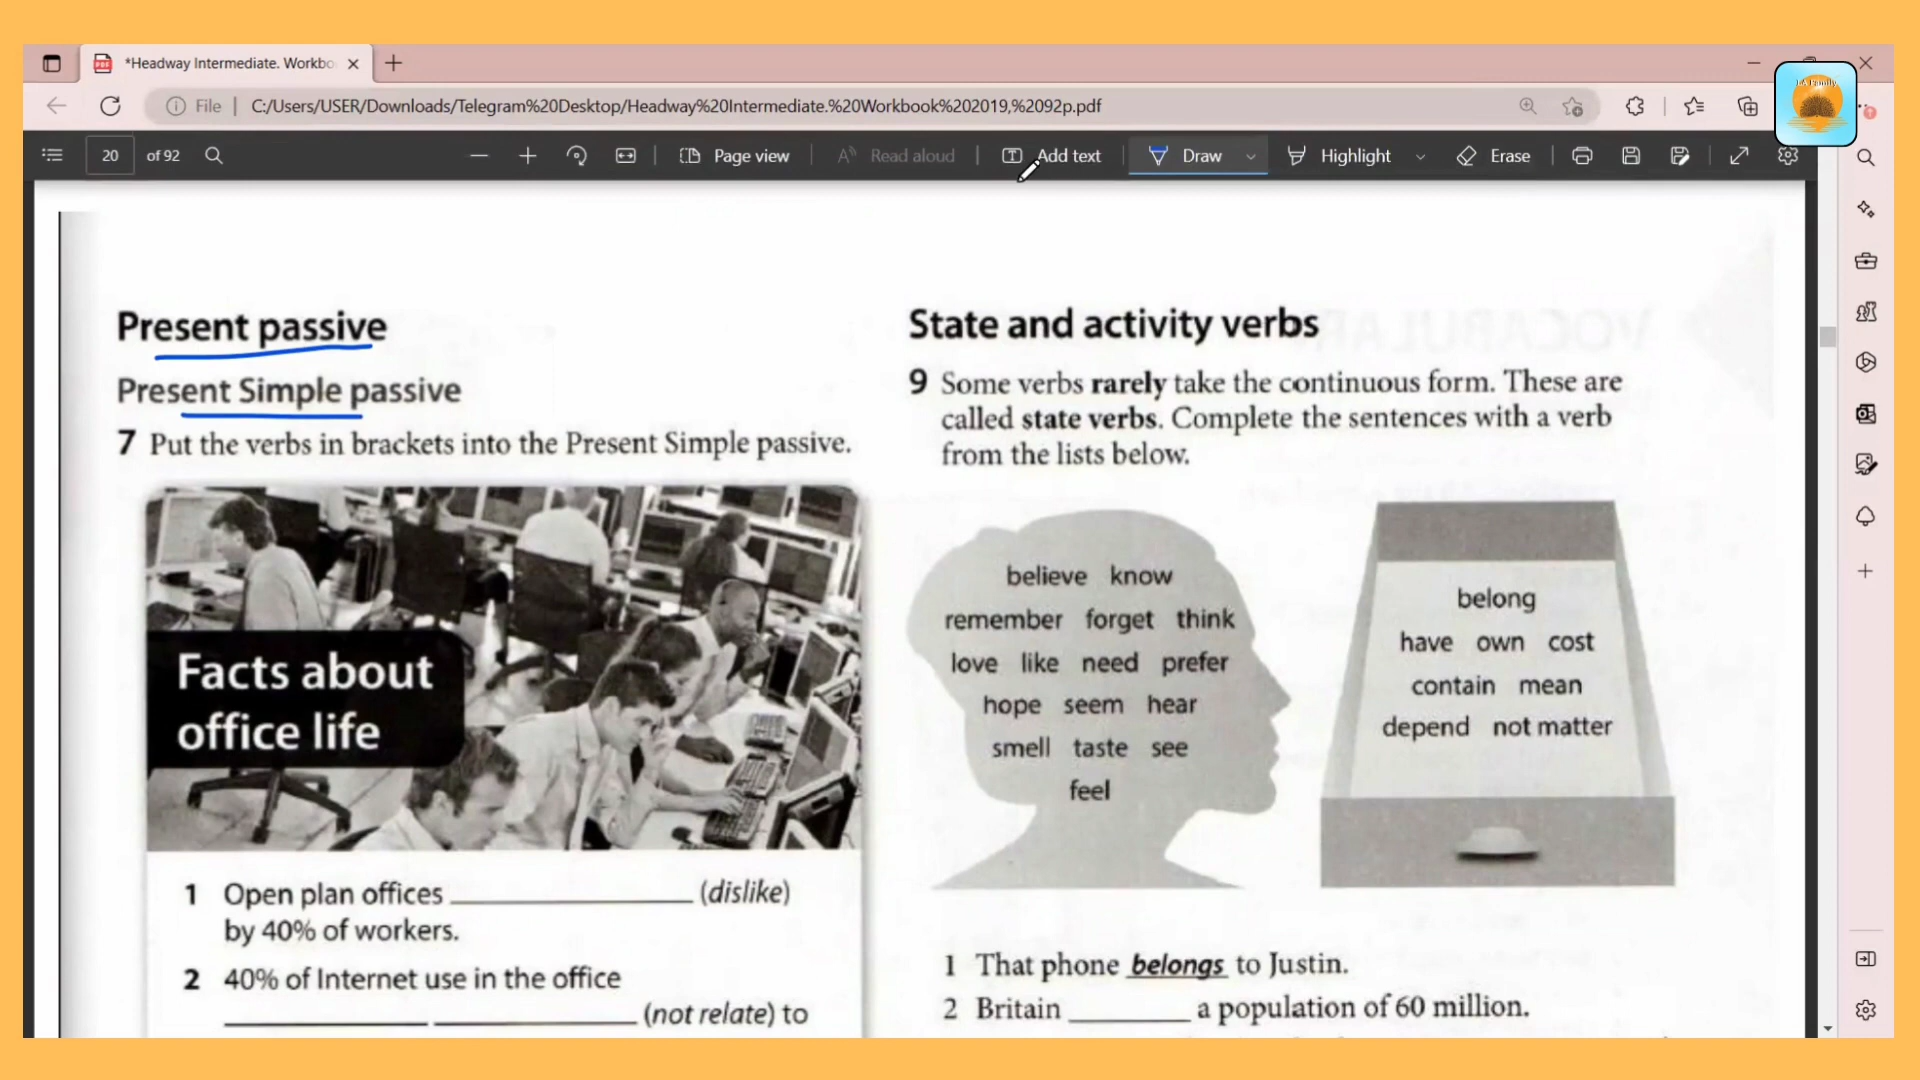 *Headway Intermediate. Workbo
File
C:/Users/USER/Downloads/Telegram%20Desktop/Headway%20Intermediate.%20Workbook%202019,%2092p.pdf
20 of 92
Page view
Read aloud
Add text
Draw
Highlight
Erase
Present passive
Present Simple passive
7 Put the verbs in brackets into the Present Simple passive.
Facts about
office life
1 Open plan offices ____________ (dislike)
by 40% of workers.
2 40% of Internet use in the office
____________ ____________ (not relate) to
State and activity verbs
9 Some verbs rarely take the continuous form. These are
called state verbs. Complete the sentences with a verb
from the lists below.
believe know
remember forget think
love like need prefer
hope seem hear
smell taste see
feel
belong
have own cost
contain mean
depend not matter
1 That phone belongs to Justin.
2 Britain ________ a population of 60 million.